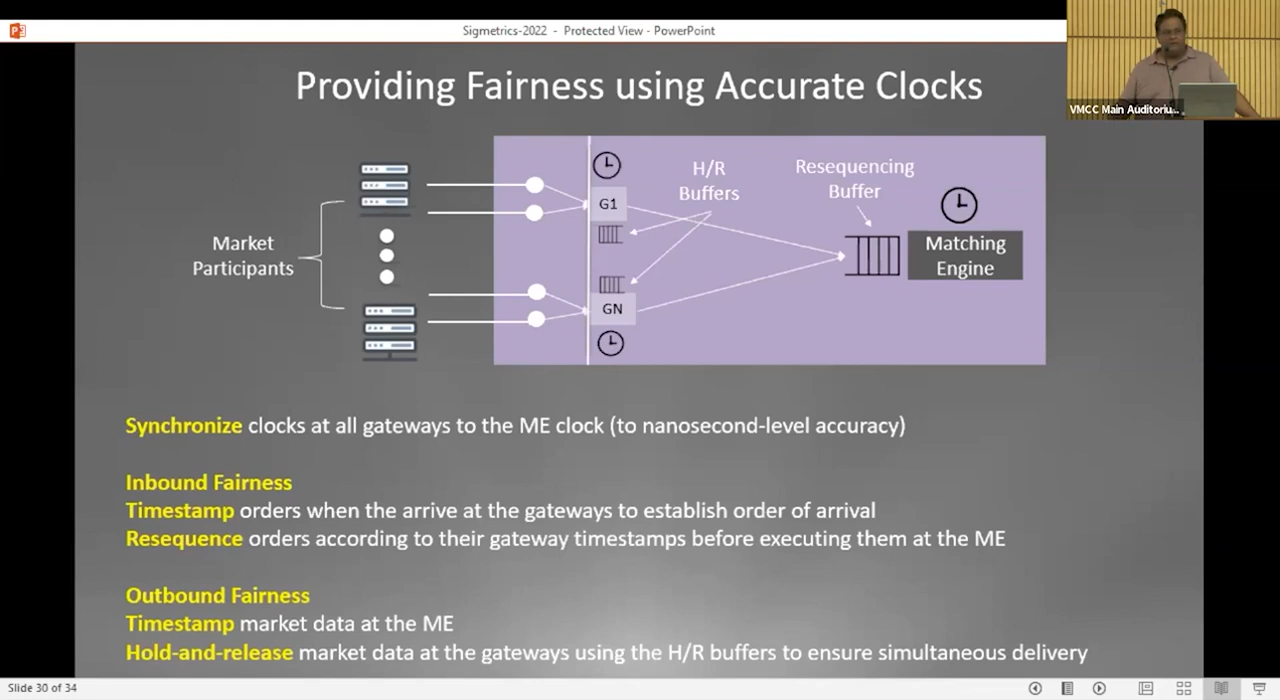 Sigmetrics-2022 - Protected View - PowerPoint
VMCC Main Auditoriu...
Providing Fairness using Accurate Clocks
Market
Participants
G1
GN
H/R
Buffers
Resequencing
Buffer
Matching
Engine
Synchronize clocks at all gateways to the ME clock (to nanosecond-level accuracy)
Inbound Fairness
Timestamp orders when the arrive at the gateways to establish order of arrival
Resequence orders according to their gateway timestamps before executing them at the ME
Outbound Fairness
Timestamp market data at the ME
Hold-and-release market data at the gateways using the H/R buffers to ensure simultaneous delivery
Slide 30 of 34